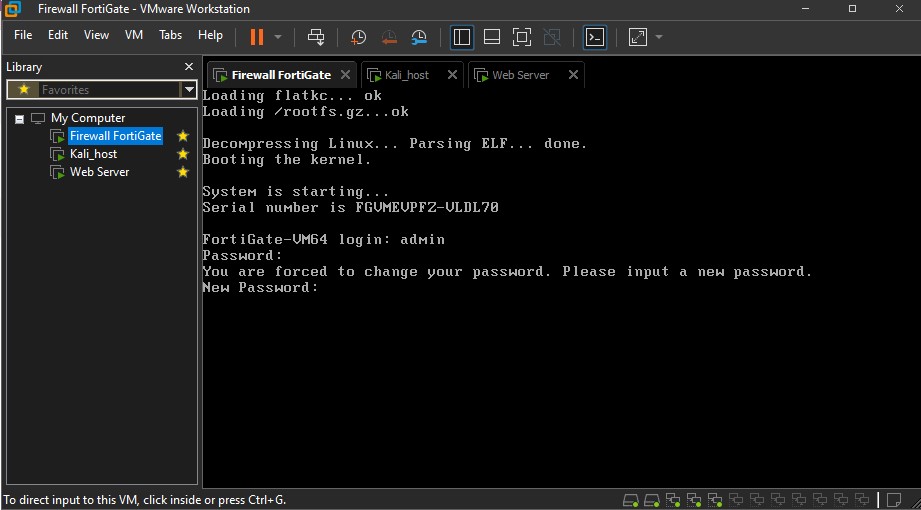 Firewall FortiGate - VMware Workstation
File Edit View VM Tabs Help
Library
Favorites
My Computer
Firewall FortiGate
Kali_host
Web Server
Firewall FortiGate Kali_host Web Server
Loading flatkc... ok
Loading /rootfs.gz...ok
Decompressing Linux... Parsing ELF... done.
Booting the kernel.
System is starting...
Serial number is FGVMEVPFZ-VLDL70
FortiGate-VM64 login: admin
Password:
You are forced to change your password. Please input a new password.
New Password:
To direct input to this VM, click inside or press Ctrl+G.